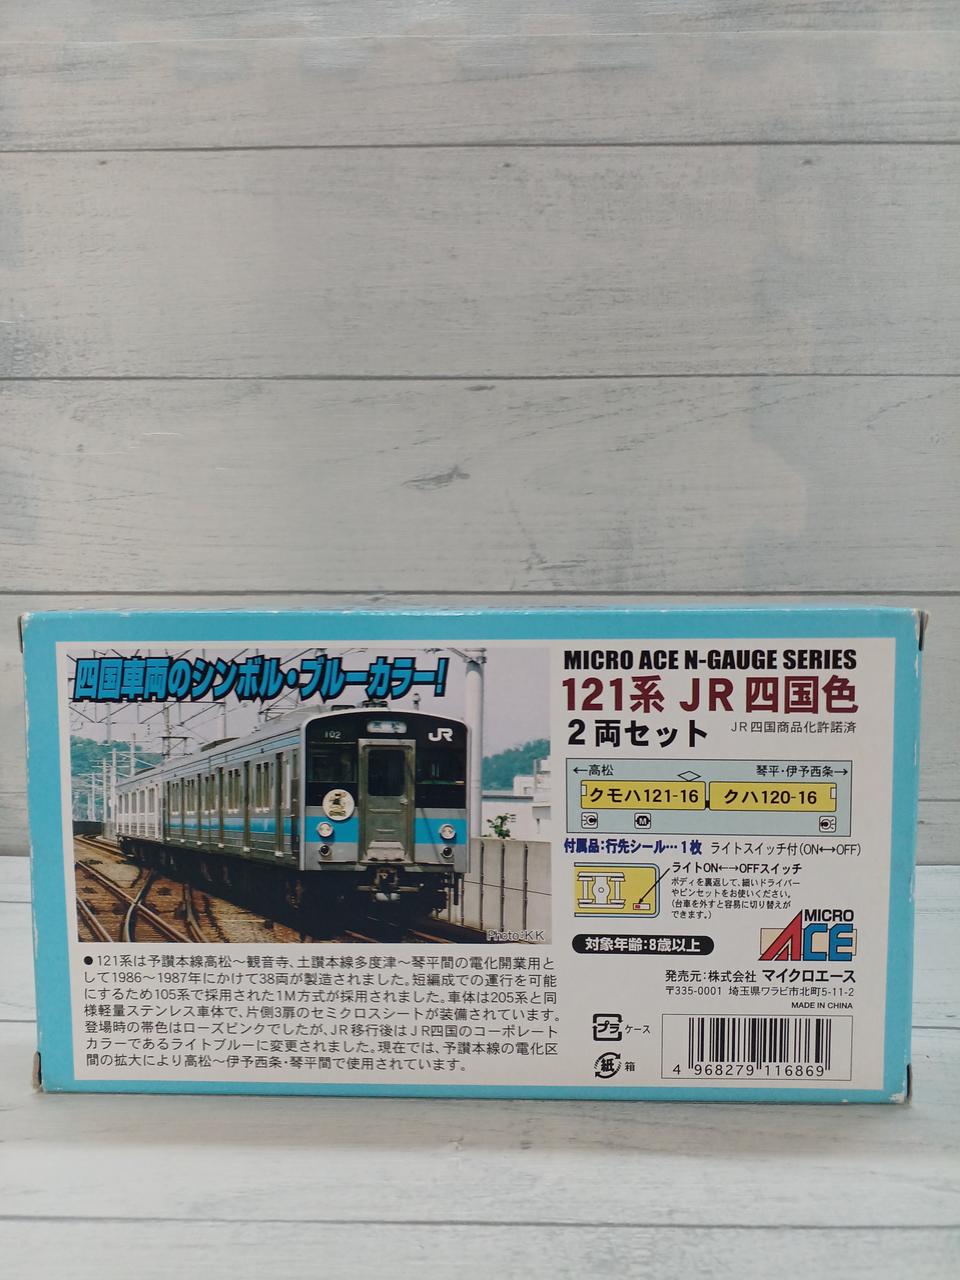 四国車両のシンボル・ブルーカラー!
102
JR
Photo:K.K
●121系は予讃本線高松〜観音寺、土讃本線多度津〜琴平間の電化開業用と
して1986〜1987年にかけて38両が製造されました。短編成での運行を可能
にするため105系で採用された1M方式が採用されました。車体は205系と同
様軽量ステンレス車体で、片側3扉のセミクロスシートが装備されています。
登場時の帯色はローズピンクでしたが、JR移行後はJR四国のコーポレート
カラーであるライトブルーに変更されました。現在では、予讃本線の電化区
間の拡大により高松〜伊予西条・琴平間で使用されています。
MICRO ACE N-GAUGE SERIES
121系 JR四国色
2両セット
JR四国商品化許諾済
←高松
琴平・伊予西条→
クモハ121-16
クハ120-16
M
付属品:行先シール…1枚 ライトスイッチ付(ON↔OFF)
ライトON←→OFFスイッチ
ボディを裏返して、細いドライバー
やピンセットをお使いください。
(台車を外すと容易に切り替えが
できます。)
対象年齢:8歳以上
MICRO
ACE
発売元:株式会社 マイクロエース
〒335-0001 埼玉県ワラビ市北町5-11-2
MADE IN CHINA
プラ ケース
紙 箱
4 968279 116869